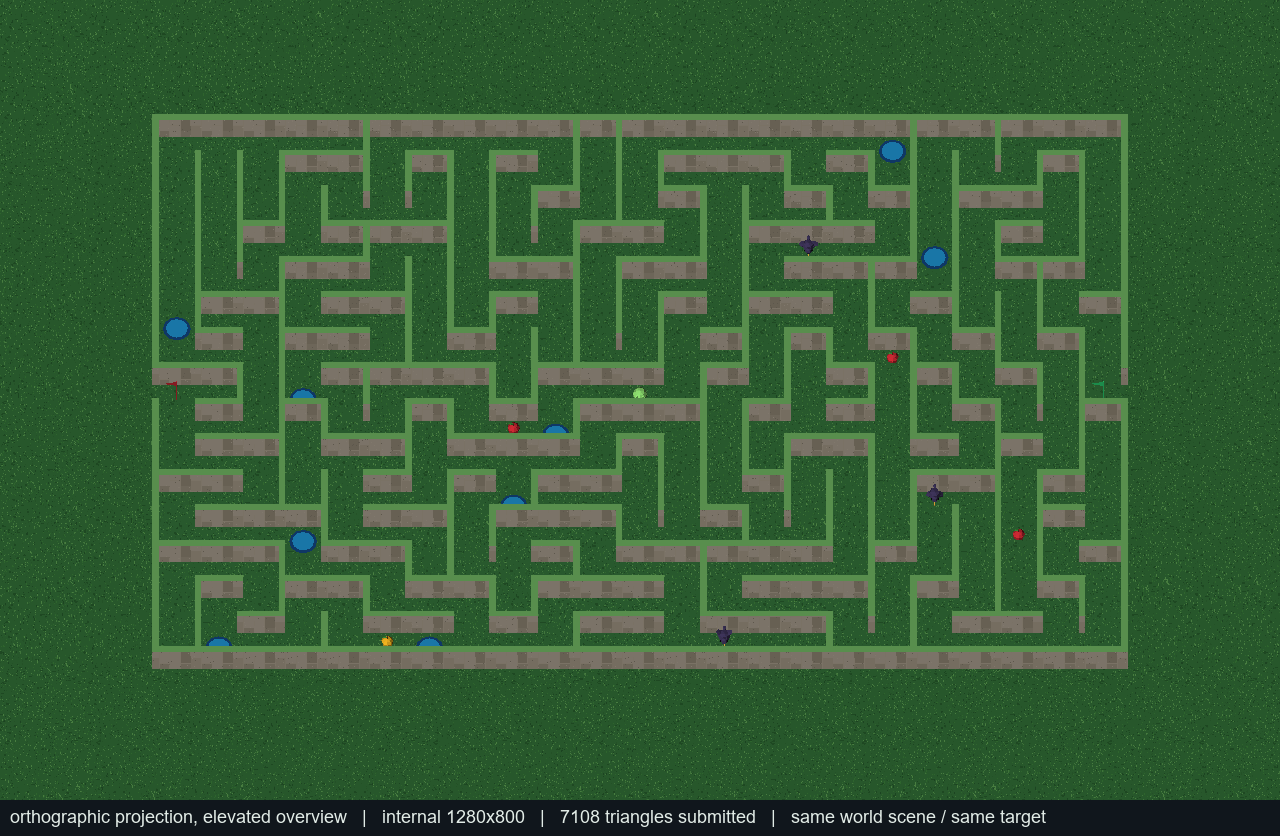 orthographic projection, elevated overview | internal 1280x800 | 7108 triangles submitted | same world scene / same target